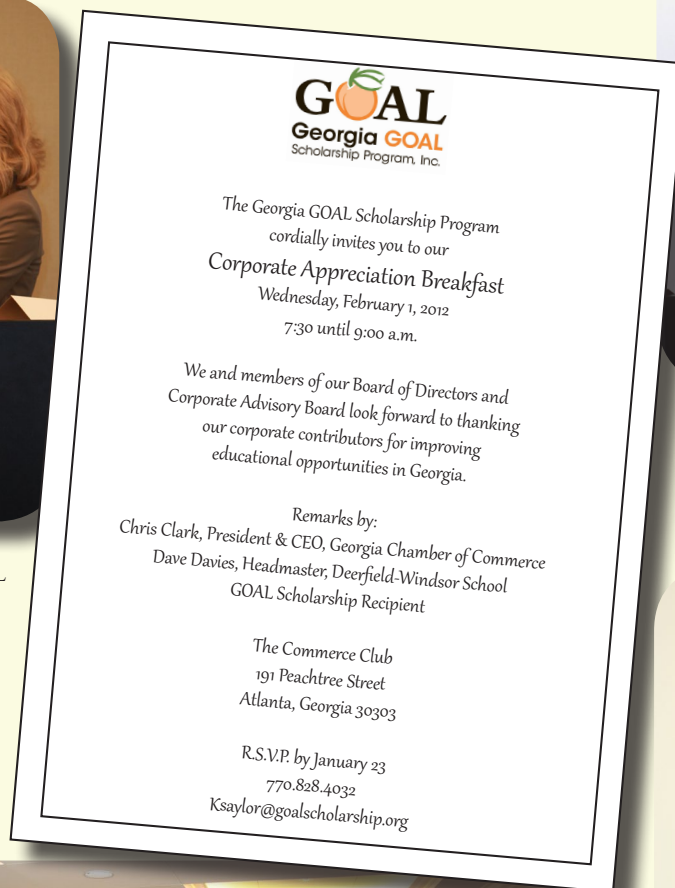 GOAL
Georgia GOAL
Scholarship Program, Inc.
The Georgia GOAL Scholarship Program
cordially invites you to our
Corporate Appreciation Breakfast
Wednesday, February 1, 2012
7:30 until 9:00 a.m.
We and members of our Board of Directors and
Corporate Advisory Board look forward to thanking
our corporate contributors for improving
educational opportunities in Georgia.
Remarks by:
Chris Clark, President & CEO, Georgia Chamber of Commerce
Dave Davies, Headmaster, Deerfield-Windsor School
GOAL Scholarship Recipient
The Commerce Club
191 Peachtree Street
Atlanta, Georgia 30303
R.S.V.P. by January 23
770.828.4032
Ksaylor@goalscholarship.org